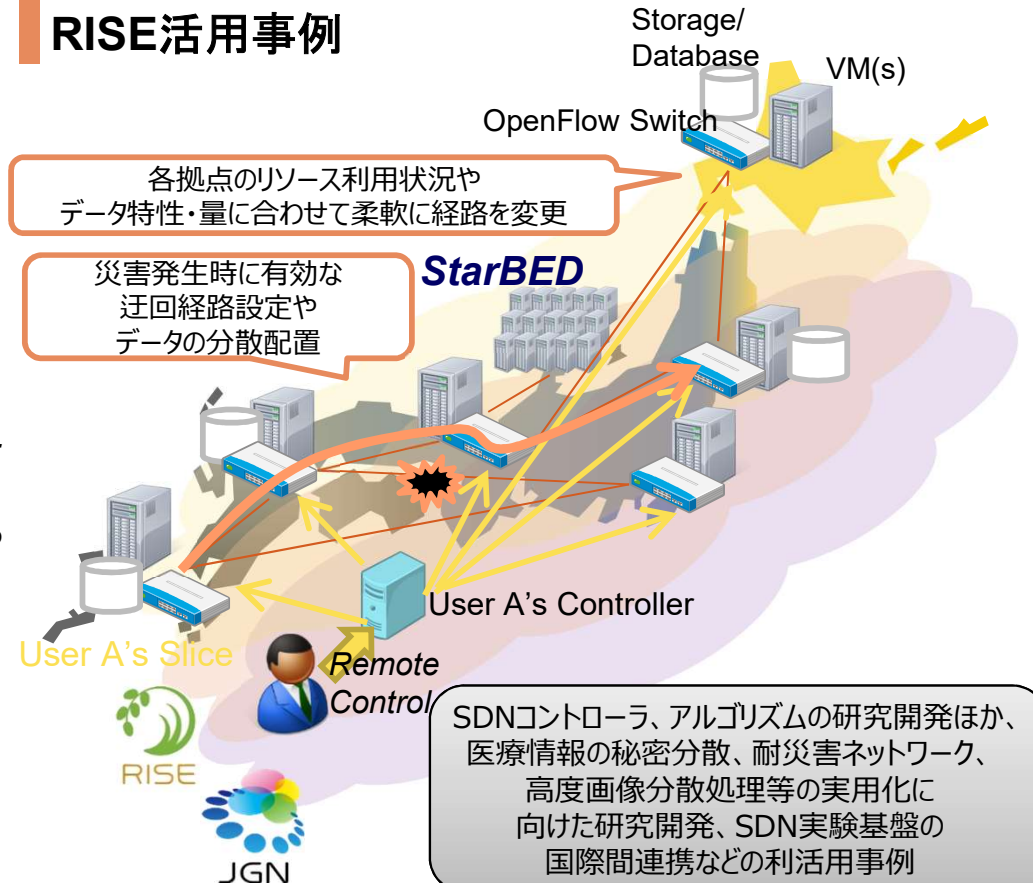 RISE活用事例
Storage/
Database
VM(s)
OpenFlow Switch
各拠点のリソース利用状況や
データ特性・量に合わせて柔軟に経路を変更
災害発生時に有効な
迂回経路設定や
データの分散配置
StarBED
User A's Controller
User A's Slice
Remote
Control
RISE
JGN
SDNコントローラ、アルゴリズムの研究開発ほか、
医療情報の秘密分散、耐災害ネットワーク、
高度画像分散処理等の実用化に
向けた研究開発、SDN実験基盤の
国際間連携などの利活用事例